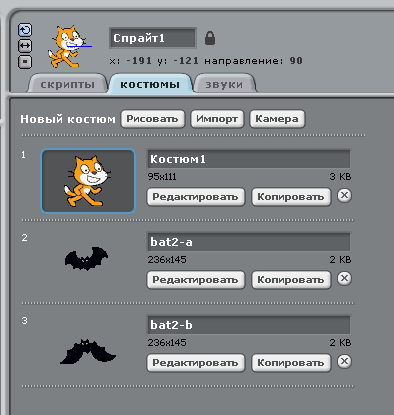 Спрайт1
x: -191 y: -121 направление: 90
скрипты костюмы звуки
Новый костюм Рисовать Импорт Камера
1 Костюм1
95x111 3 KB
Редактировать Копировать
2 bat2-a
236x145 2 KB
Редактировать Копировать
3 bat2-b
236x145 2 KB
Редактировать Копировать